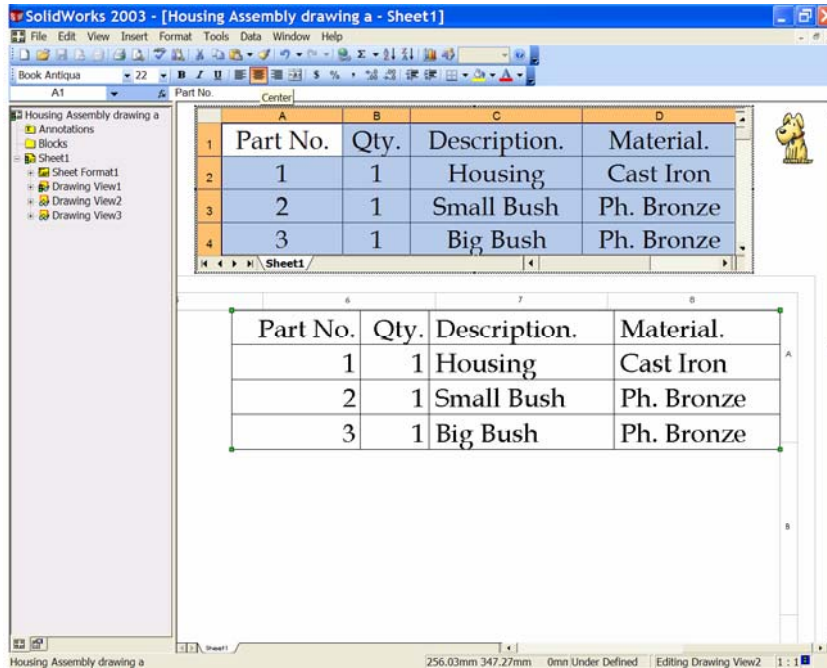 SolidWorks 2003 - [Housing Assembly drawing a - Sheet1]
File Edit View Insert Format Tools Data Window Help
Book Antiqua 22 B I U $ % ,
A1 fx Part No.
Center
Housing Assembly drawing a
Annotations
Blocks
Sheet1
Sheet Format1
Drawing View1
Drawing View2
Drawing View3
A B C D
1 Part No. Qty. Description. Material.
2 1 1 Housing Cast Iron
3 2 1 Small Bush Ph. Bronze
4 3 1 Big Bush Ph. Bronze
Sheet1
6 7 8
Part No. Qty. Description. Material.
1 1 Housing Cast Iron
2 1 Small Bush Ph. Bronze
3 1 Big Bush Ph. Bronze
A
B
Sheet1
Housing Assembly drawing a 256.03mm 347.27mm 0mm Under Defined Editing Drawing View2 1 : 1